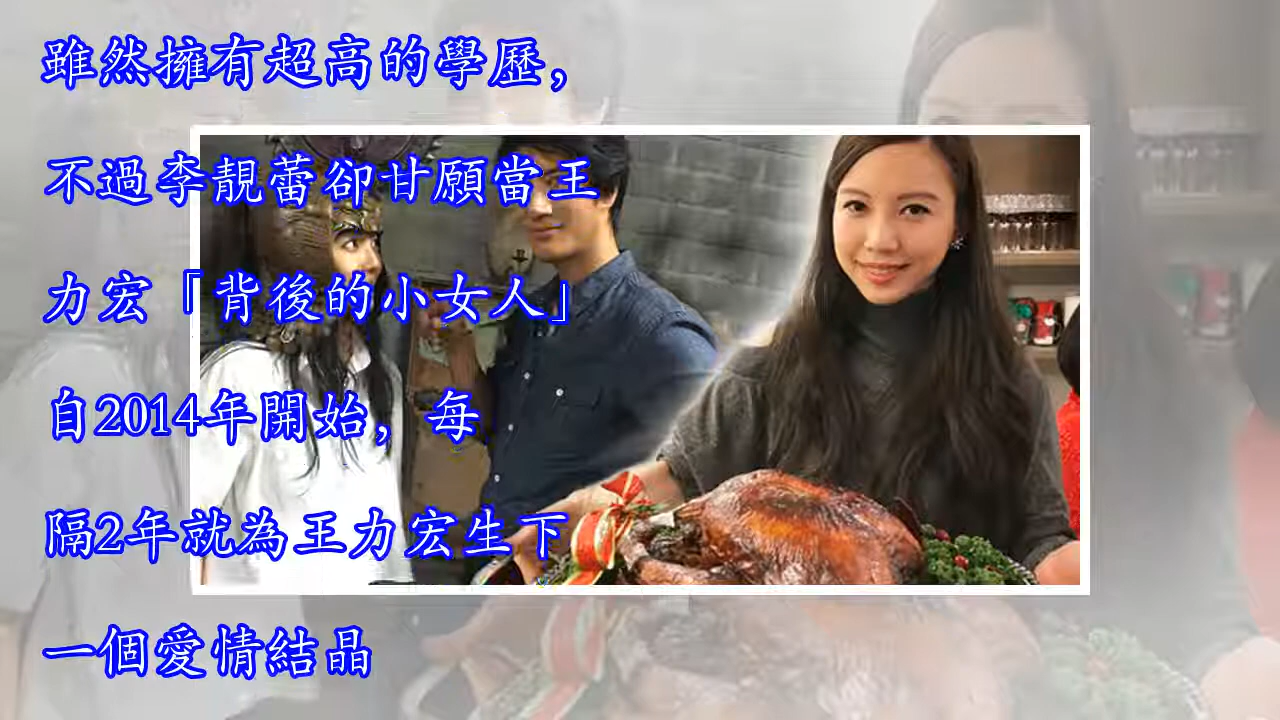 雖然擁有超高的學歷，
不過李靚蕾卻甘願當王
力宏「背後的小女人」
自2014年開始，每
隔2年就為王力宏生下
一個愛情結晶